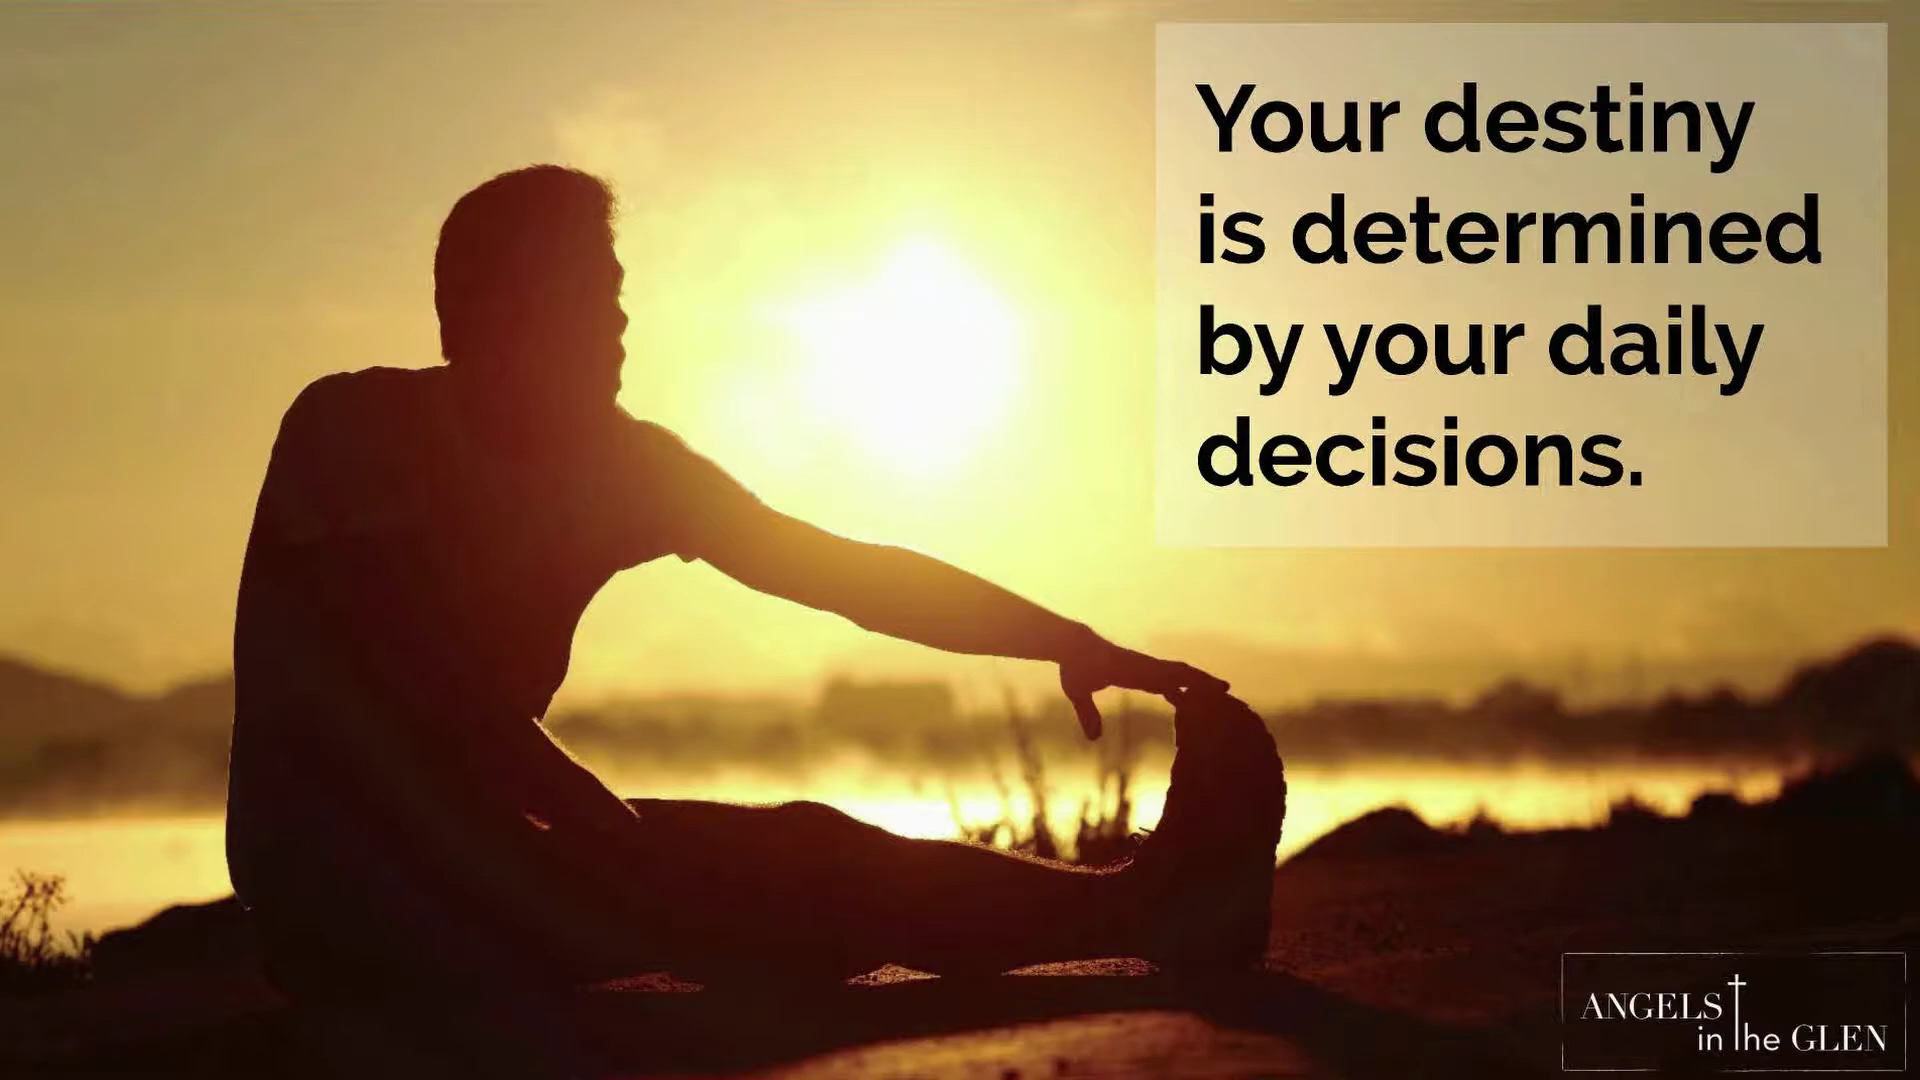 Your destiny
is determined
by your daily
decisions.
ANGELS
in the GLEN